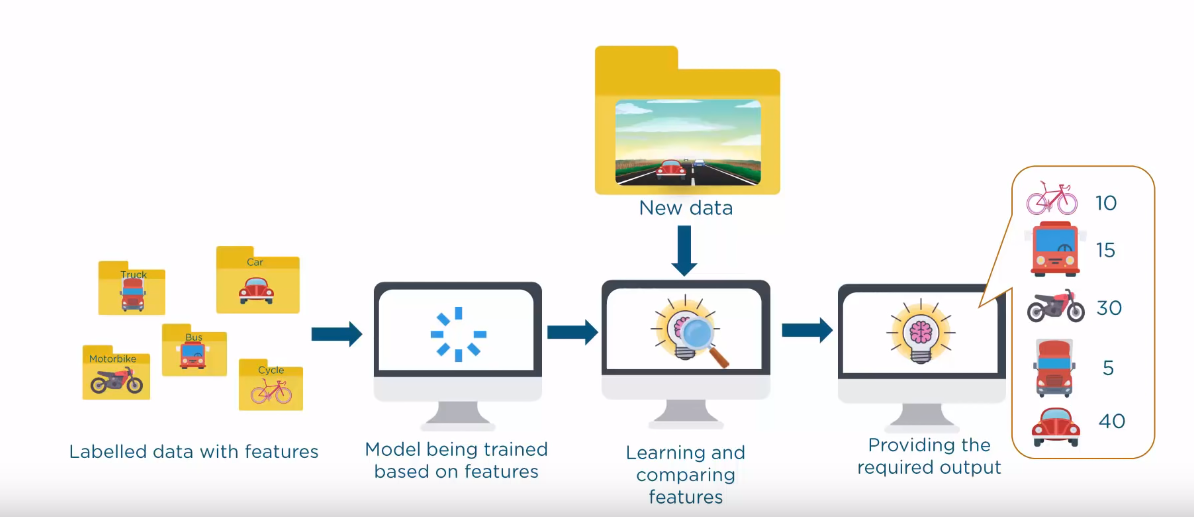 New data
Truck
Car
Bus
Motorbike
Cycle
Labelled data with features
Model being trained
based on features
Learning and
comparing
features
Providing the
required output
10
15
30
5
40